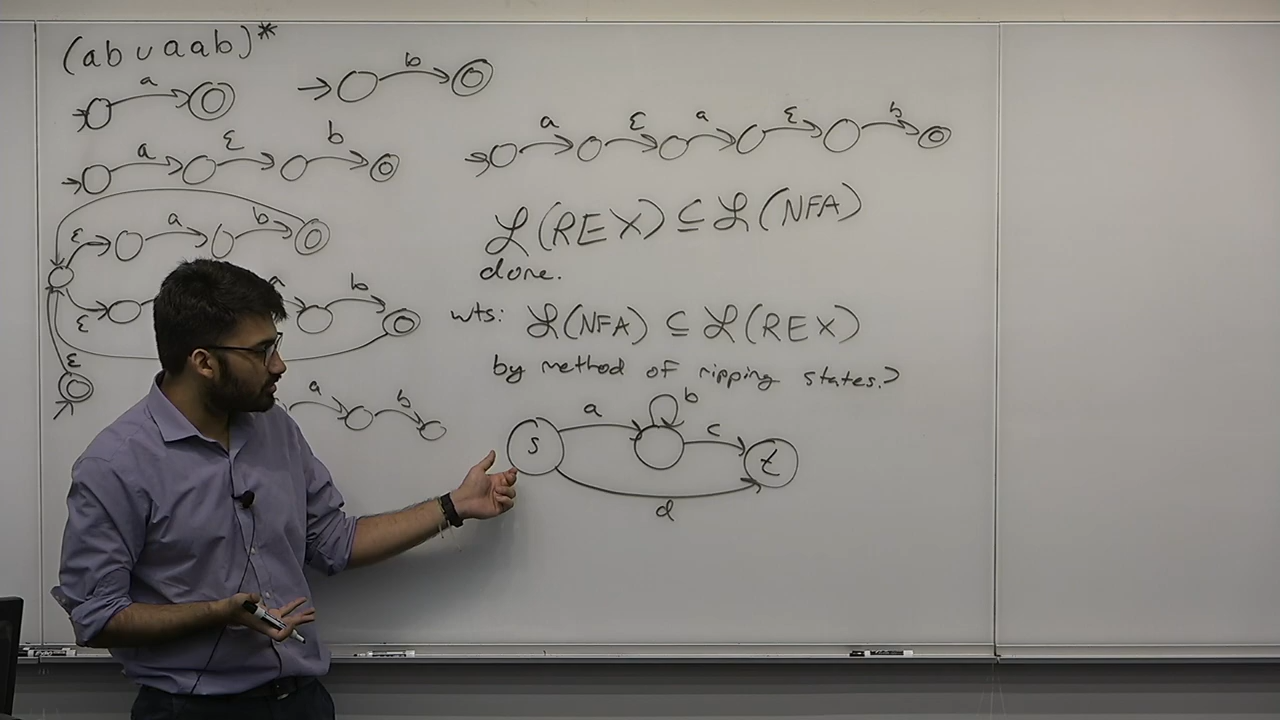 (ab ∪ aab)*
a
b
a ε b
a ε a ε b
ε a b
ε a b
ε
a b
ℒ(REX) ⊆ ℒ(NFA)
done.
wts: ℒ(NFA) ⊆ ℒ(REX)
by method of ripping states.
s a b c t
d